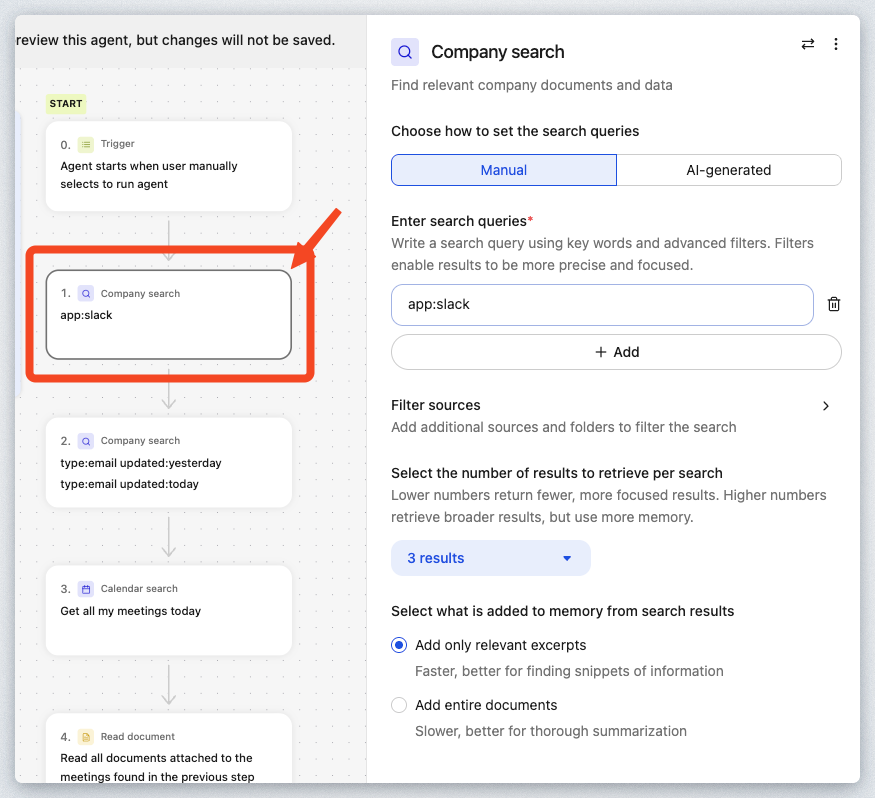 review this agent, but changes will not be saved.
START
0. Trigger
Agent starts when user manually
selects to run agent
1. Company search
app:slack
2. Company search
type:email updated:yesterday
type:email updated:today
3. Calendar search
Get all my meetings today
4. Read document
Read all documents attached to the
meetings found in the previous step
Company search
Find relevant company documents and data
Choose how to set the search queries
Manual AI-generated
Enter search queries*
Write a search query using key words and advanced filters. Filters
enable results to be more precise and focused.
app:slack
+ Add
Filter sources
Add additional sources and folders to filter the search
Select the number of results to retrieve per search
Lower numbers return fewer, more focused results. Higher numbers
retrieve broader results, but use more memory.
3 results
Select what is added to memory from search results
Add only relevant excerpts
Faster, better for finding snippets of information
Add entire documents
Slower, better for thorough summarization